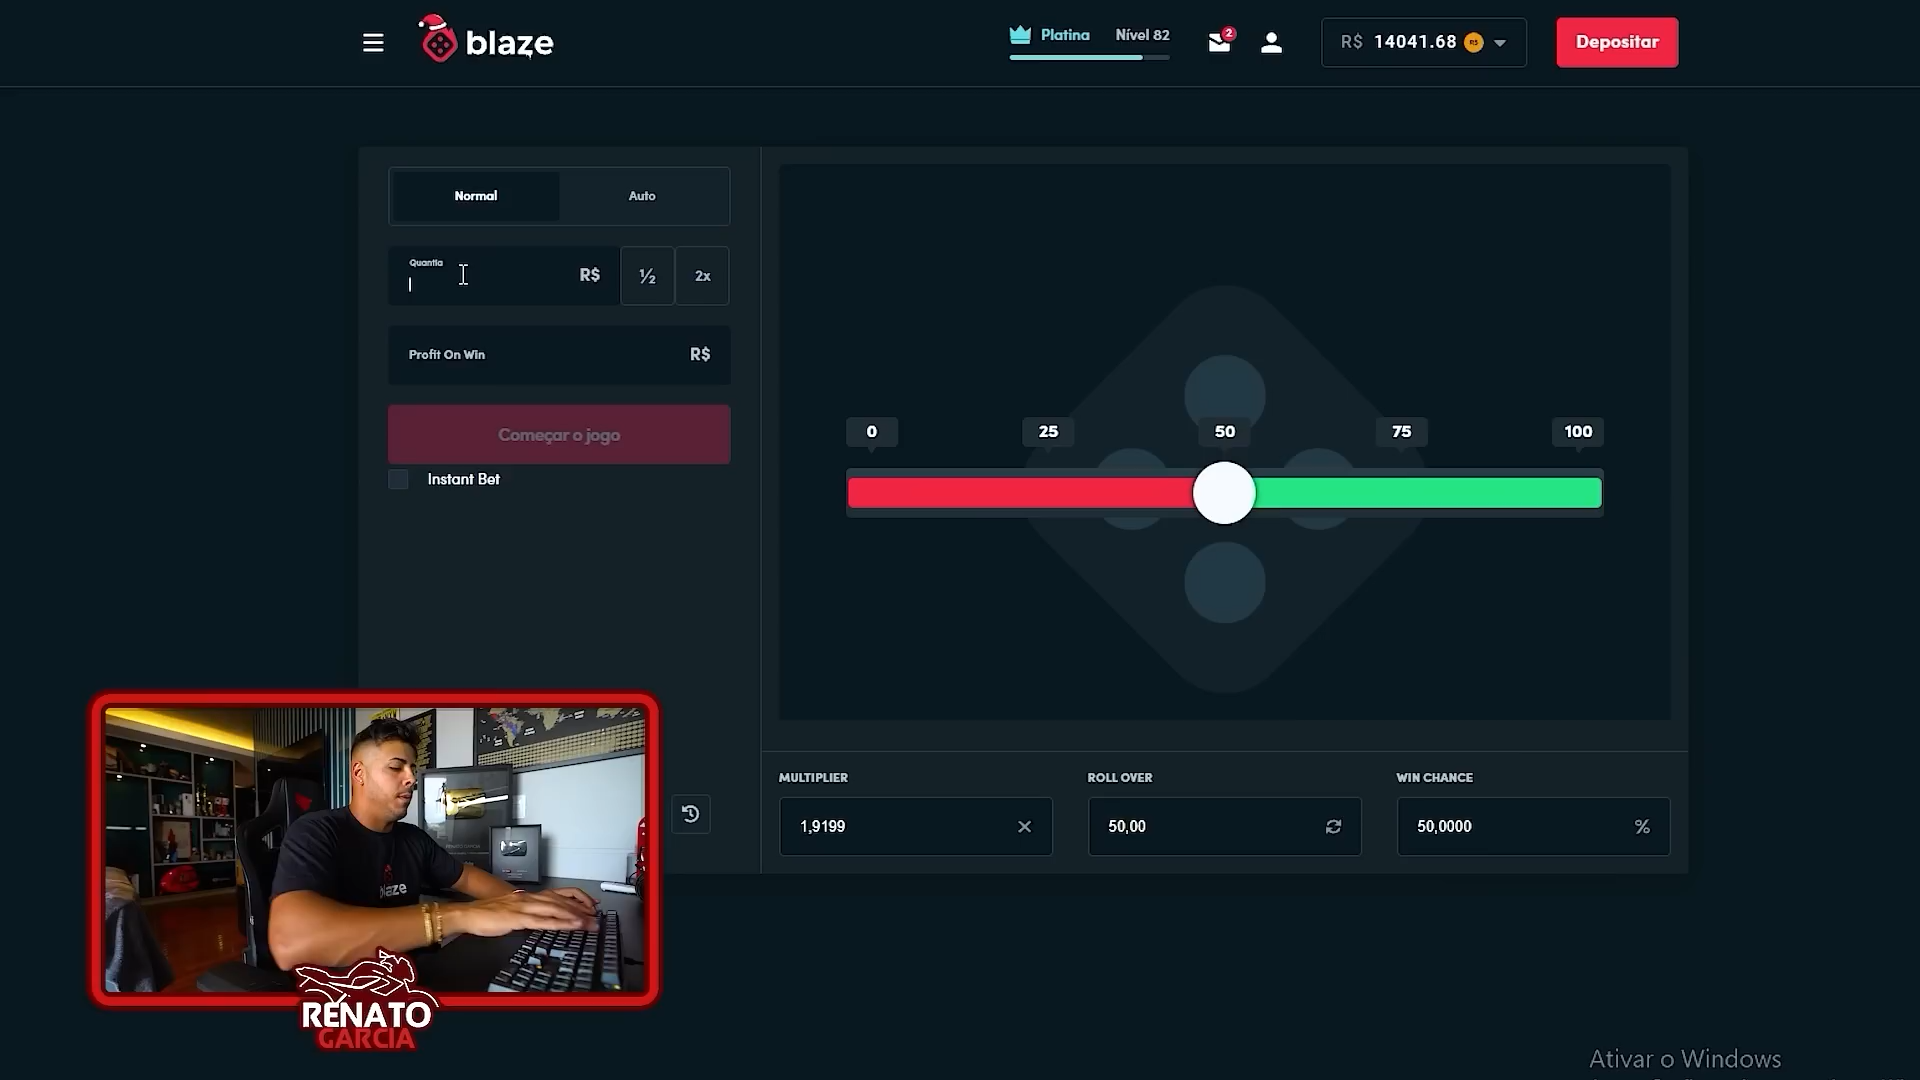 blaze
Platina
Nível 82
2
R$ 14041.68
R$
Depositar
Normal
Auto
Quantia
R$
½
2x
Profit On Win
R$
Começar o jogo
Instant Bet
0
25
50
75
100
MULTIPLIER
ROLL OVER
WIN CHANCE
1,9199
50,00
50,0000
%
blaze
RENATO
GARCIA
Ativar o Windows